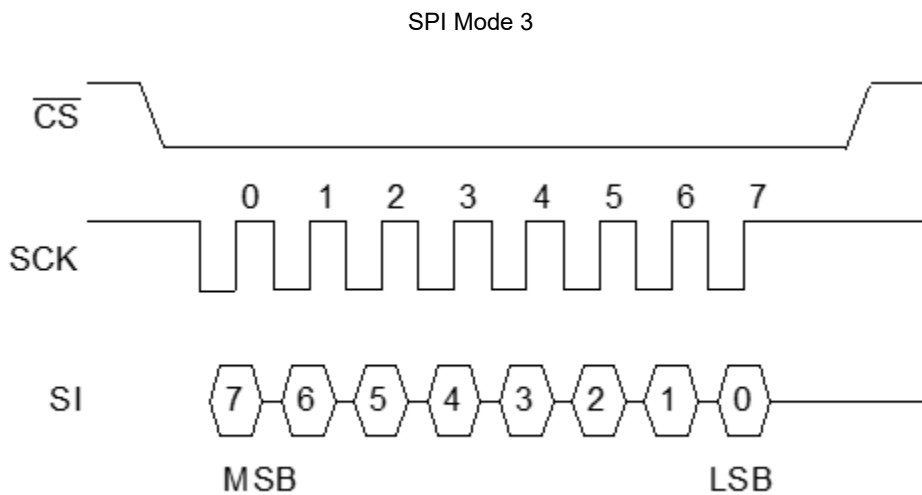 SPI Mode 3
C̅S̅
0 1 2 3 4 5 6 7
SCK
SI 7 6 5 4 3 2 1 0
MSB LSB